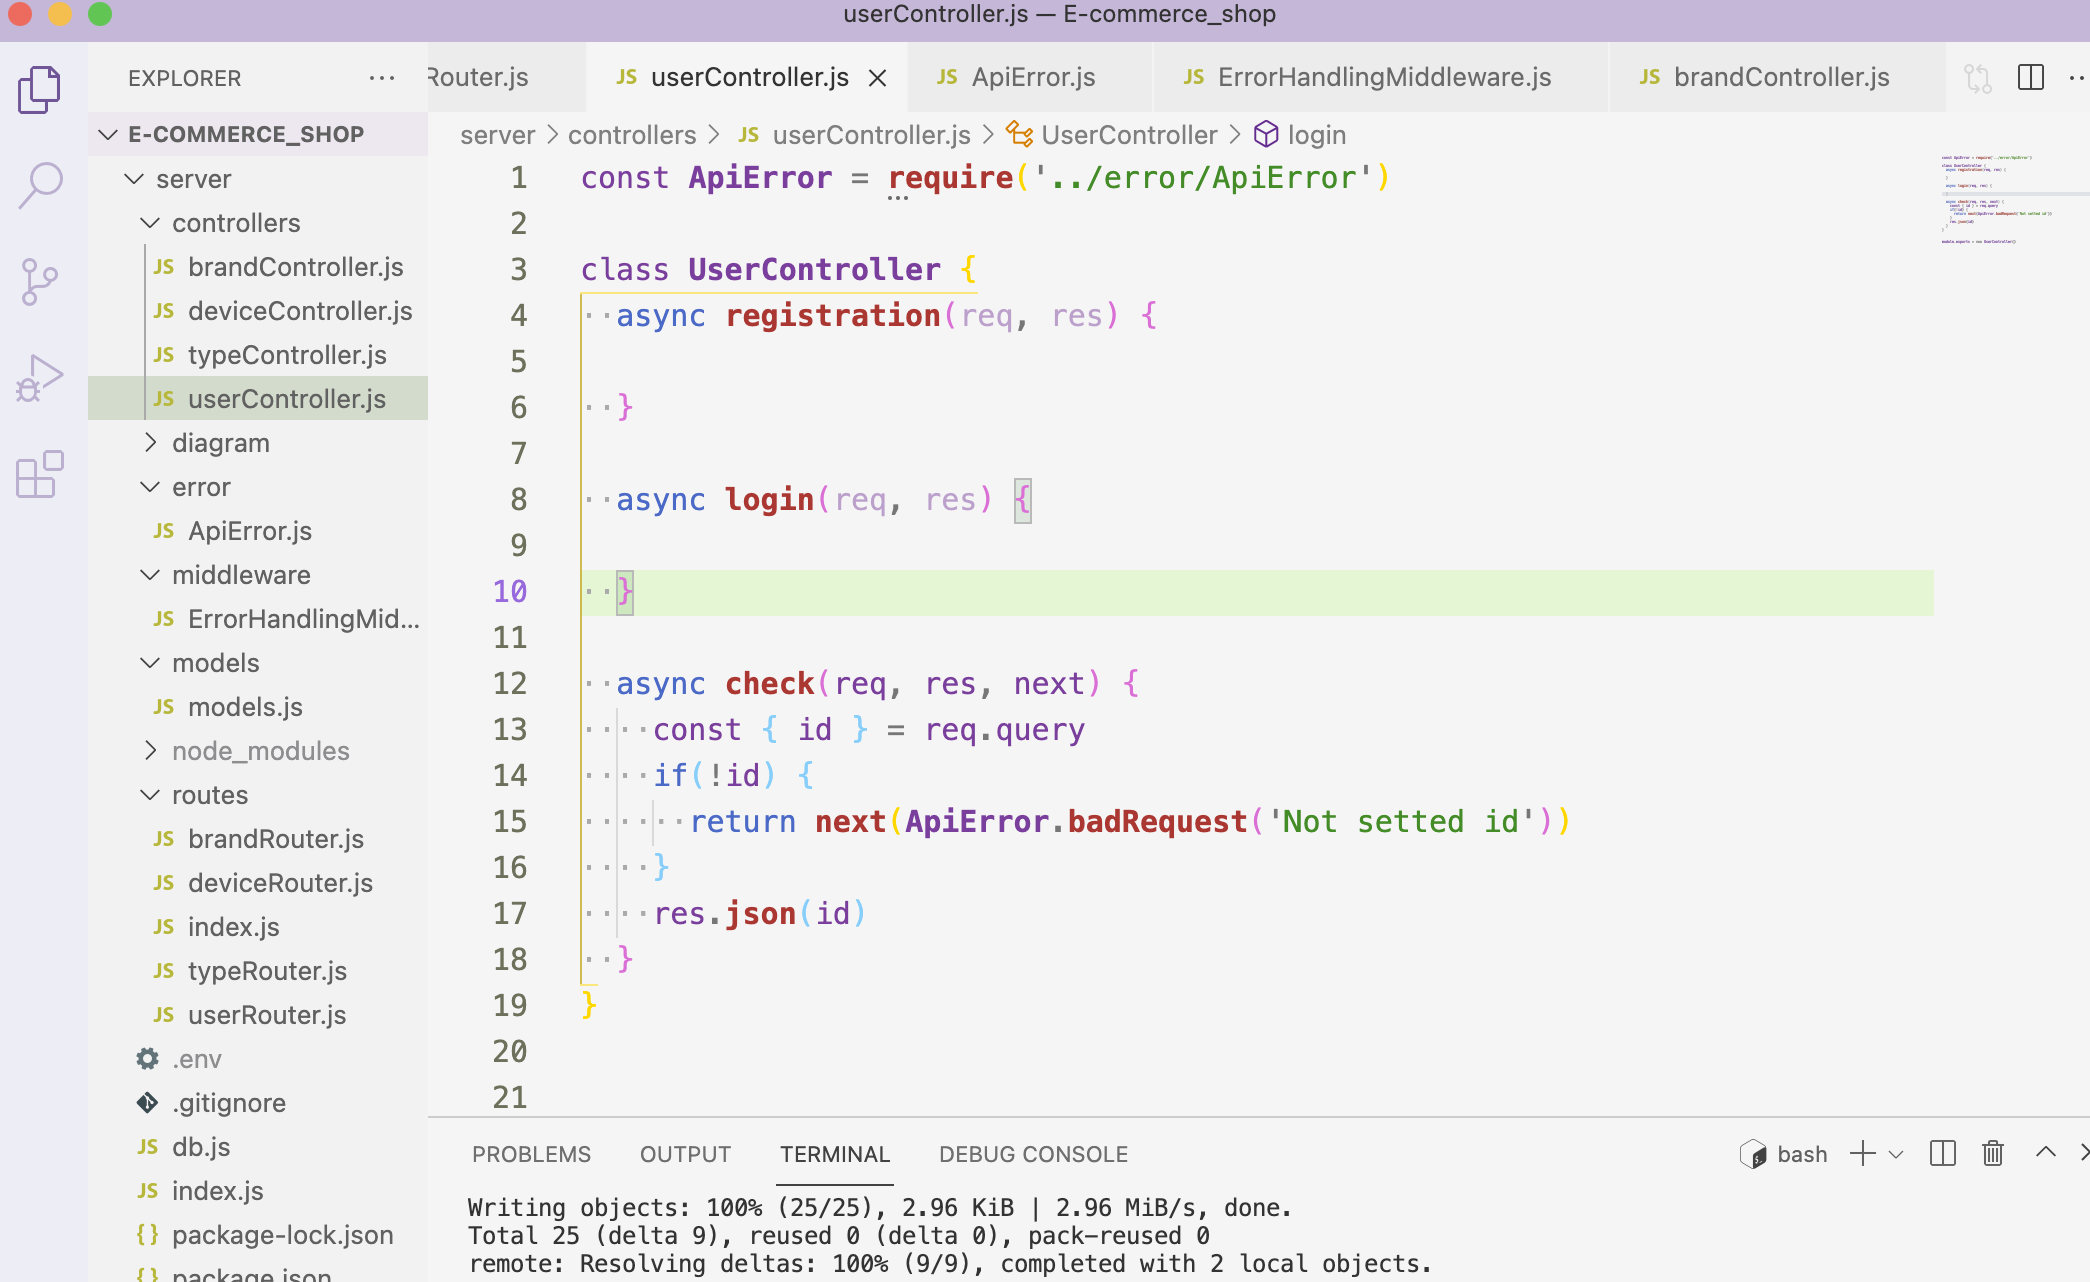 userController.js — E-commerce_shop
EXPLORER
Router.js
JS userController.js
JS ApiError.js
JS ErrorHandlingMiddleware.js
JS brandController.js
E-COMMERCE_SHOP
server
controllers
JS brandController.js
JS deviceController.js
JS typeController.js
JS userController.js
diagram
error
JS ApiError.js
middleware
JS ErrorHandlingMid...
models
JS models.js
node_modules
routes
JS brandRouter.js
JS deviceRouter.js
JS index.js
JS typeRouter.js
JS userRouter.js
.env
.gitignore
JS db.js
JS index.js
{} package-lock.json
{} package.json
server > controllers > JS userController.js > UserController > login
1 const ApiError = require('../error/ApiError')
2
3 class UserController {
4 async registration(req, res) {
5
6 }
7
8 async login(req, res) {
9
10 }
11
12 async check(req, res, next) {
13 const { id } = req.query
14 if(!id) {
15 return next(ApiError.badRequest('Not setted id'))
16 }
17 res.json(id)
18 }
19 }
20
21
PROBLEMS OUTPUT TERMINAL DEBUG CONSOLE
bash
Writing objects: 100% (25/25), 2.96 KiB | 2.96 MiB/s, done.
Total 25 (delta 9), reused 0 (delta 0), pack-reused 0
remote: Resolving deltas: 100% (9/9), completed with 2 local objects.